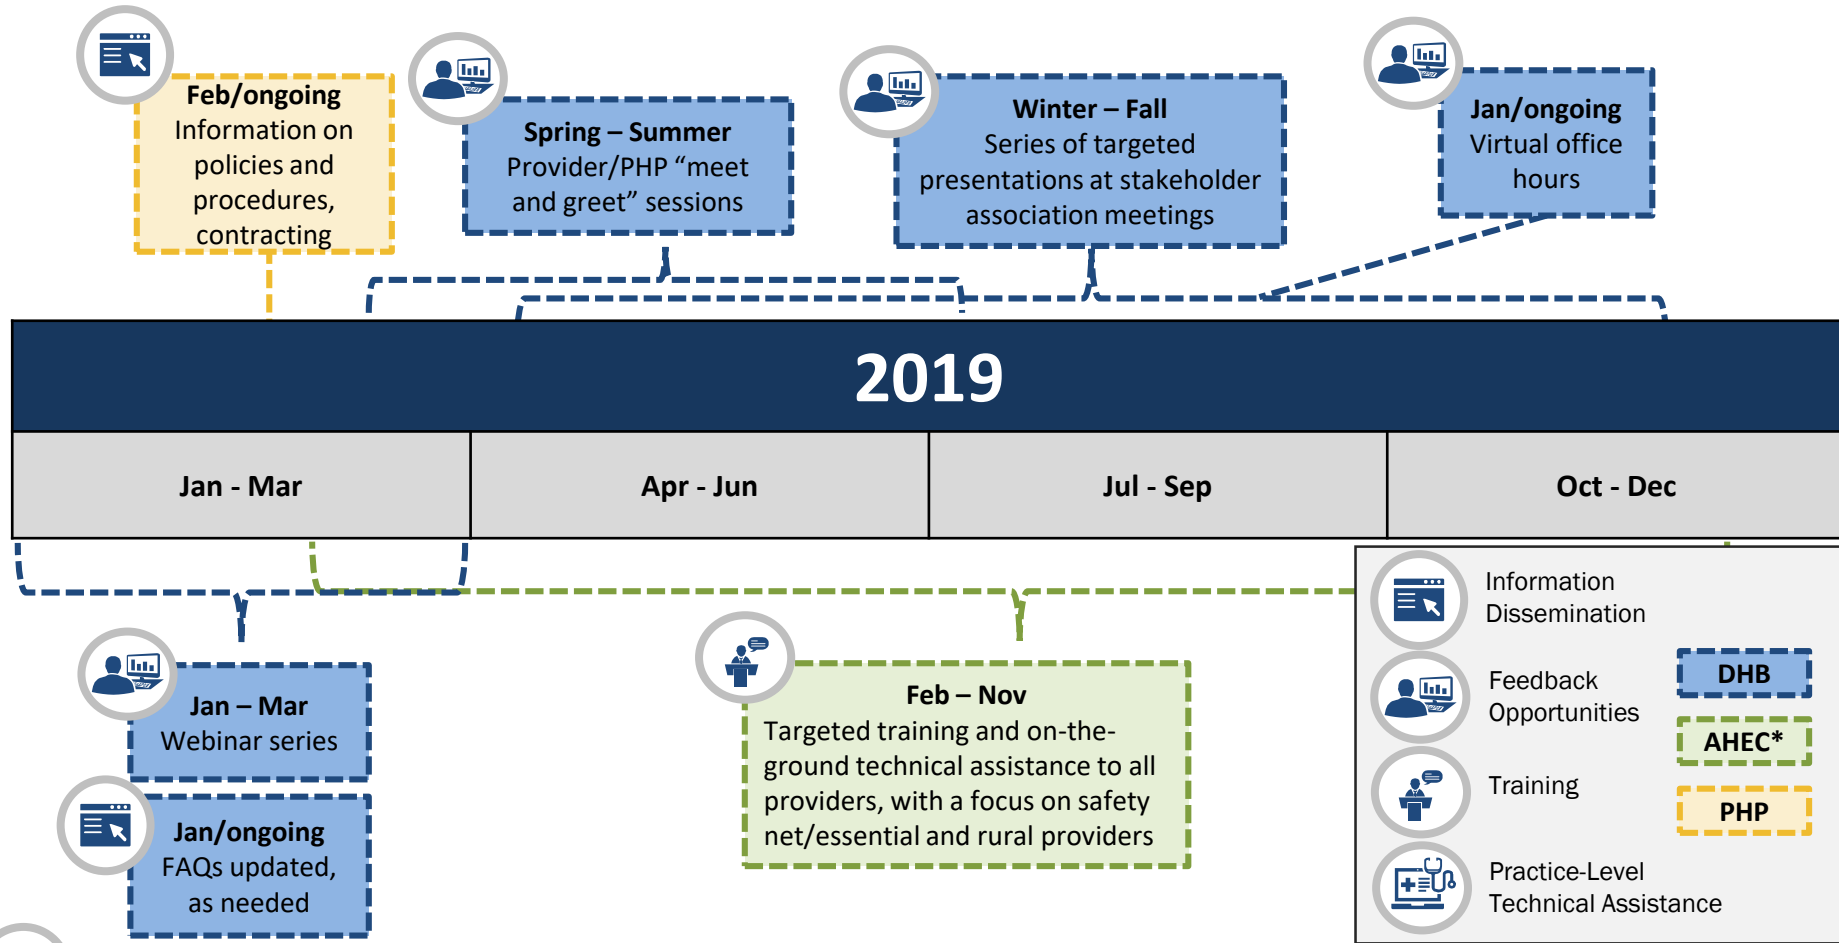 Feb/ongoing
Information on
policies and
procedures,
contracting
Spring – Summer
Provider/PHP “meet
and greet” sessions
Winter – Fall
Series of targeted
presentations at stakeholder
association meetings
Jan/ongoing
Virtual office
hours
2019
Jan - Mar
Apr - Jun
Jul - Sep
Oct - Dec
Jan – Mar
Webinar series
Jan/ongoing
FAQs updated,
as needed
Feb – Nov
Targeted training and on-the-
ground technical assistance to all
providers, with a focus on safety
net/essential and rural providers
Information
Dissemination
Feedback
Opportunities
Training
Practice-Level
Technical Assistance
DHB
AHEC*
PHP